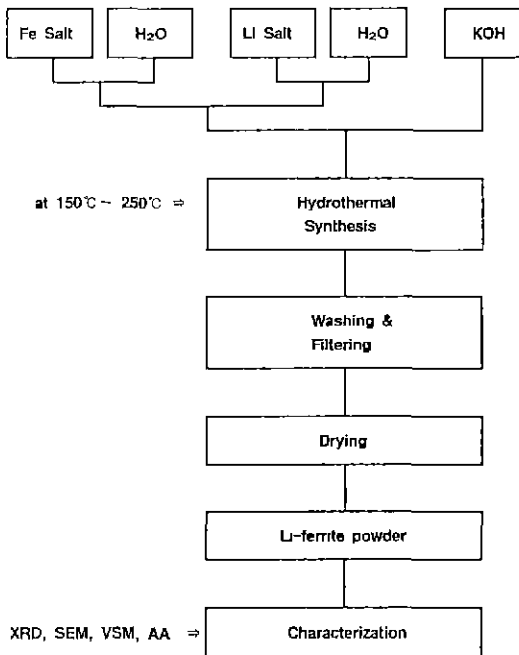 Fe Salt
H₂O
Li Salt
H₂O
KOH
at 150℃ ~ 250℃ ⇒
Hydrothermal
Synthesis
Washing &
Filtering
Drying
Li-ferrite powder
XRD, SEM, VSM, AA ⇒
Characterization